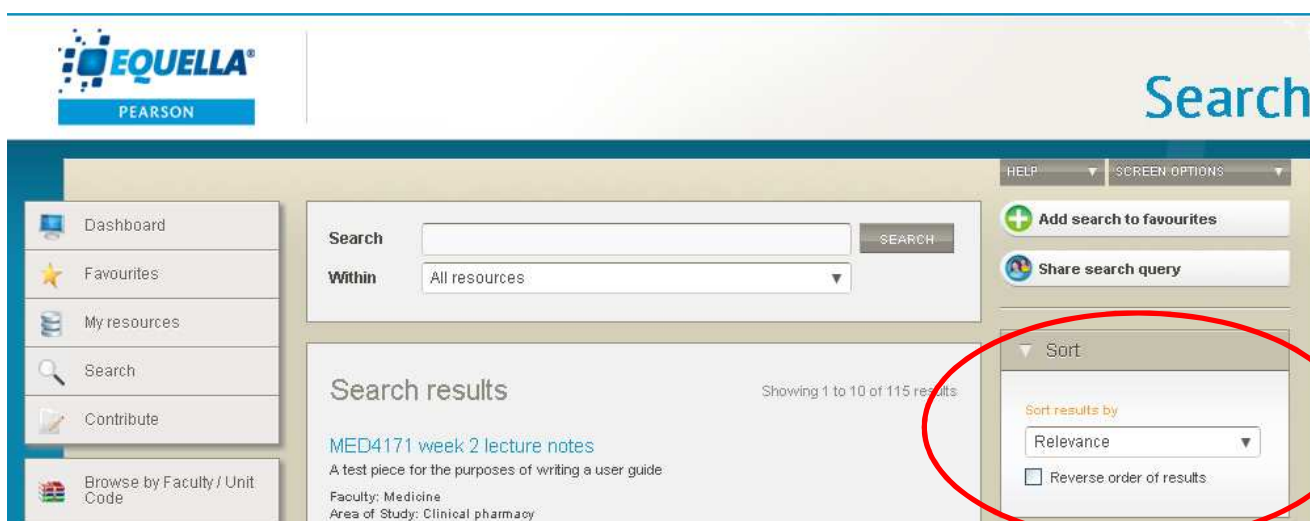 EQUELLA®
PEARSON
Search
HELP
SCREEN OPTIONS
Dashboard
Favourites
My resources
Search
Contribute
Browse by Faculty / Unit
Code
Search
SEARCH
Within
All resources
Search results
Showing 1 to 10 of 115 results
MED4171 week 2 lecture notes
A test piece for the purposes of writing a user guide
Faculty: Medicine
Area of Study: Clinical pharmacy
Add search to favourites
Share search query
Sort
Sort results by
Relevance
Reverse order of results